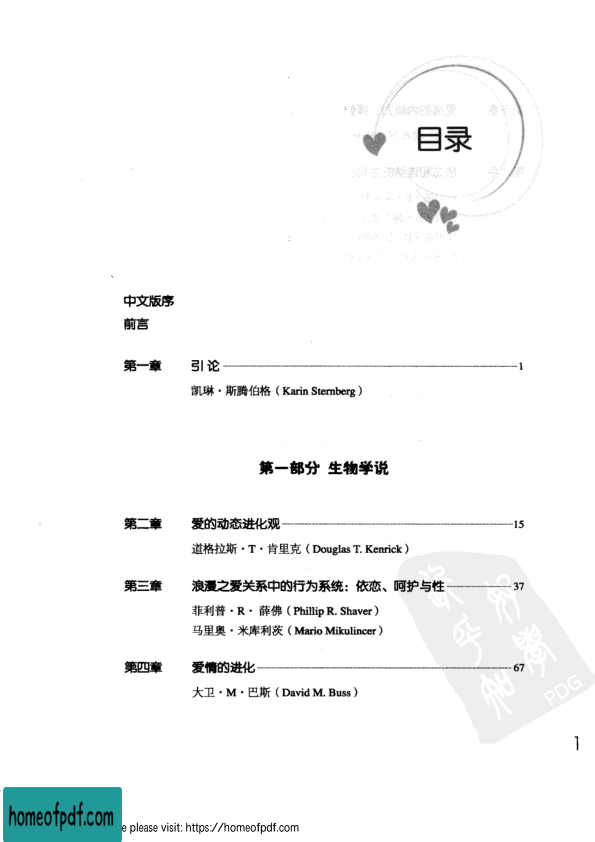 目录
中文版序
前言
第一章 引论 1
凯琳·斯腾伯格（Karin Sternberg）
第一部分 生物学说
第二章 爱的动态进化观 15
道格拉斯·T·肯里克（Douglas T. Kenrick）
第三章 浪漫之爱关系中的行为系统：依恋、呵护与性 37
菲利普·R· 薛佛（Phillip R. Shaver）
马里奥·米库利茨（Mario Mikulincer）
第四章 爱情的进化 67
大卫·M·巴斯（David M. Buss）
PDG
1
homeofpdf.com
e please visit: https://homeofpdf.com